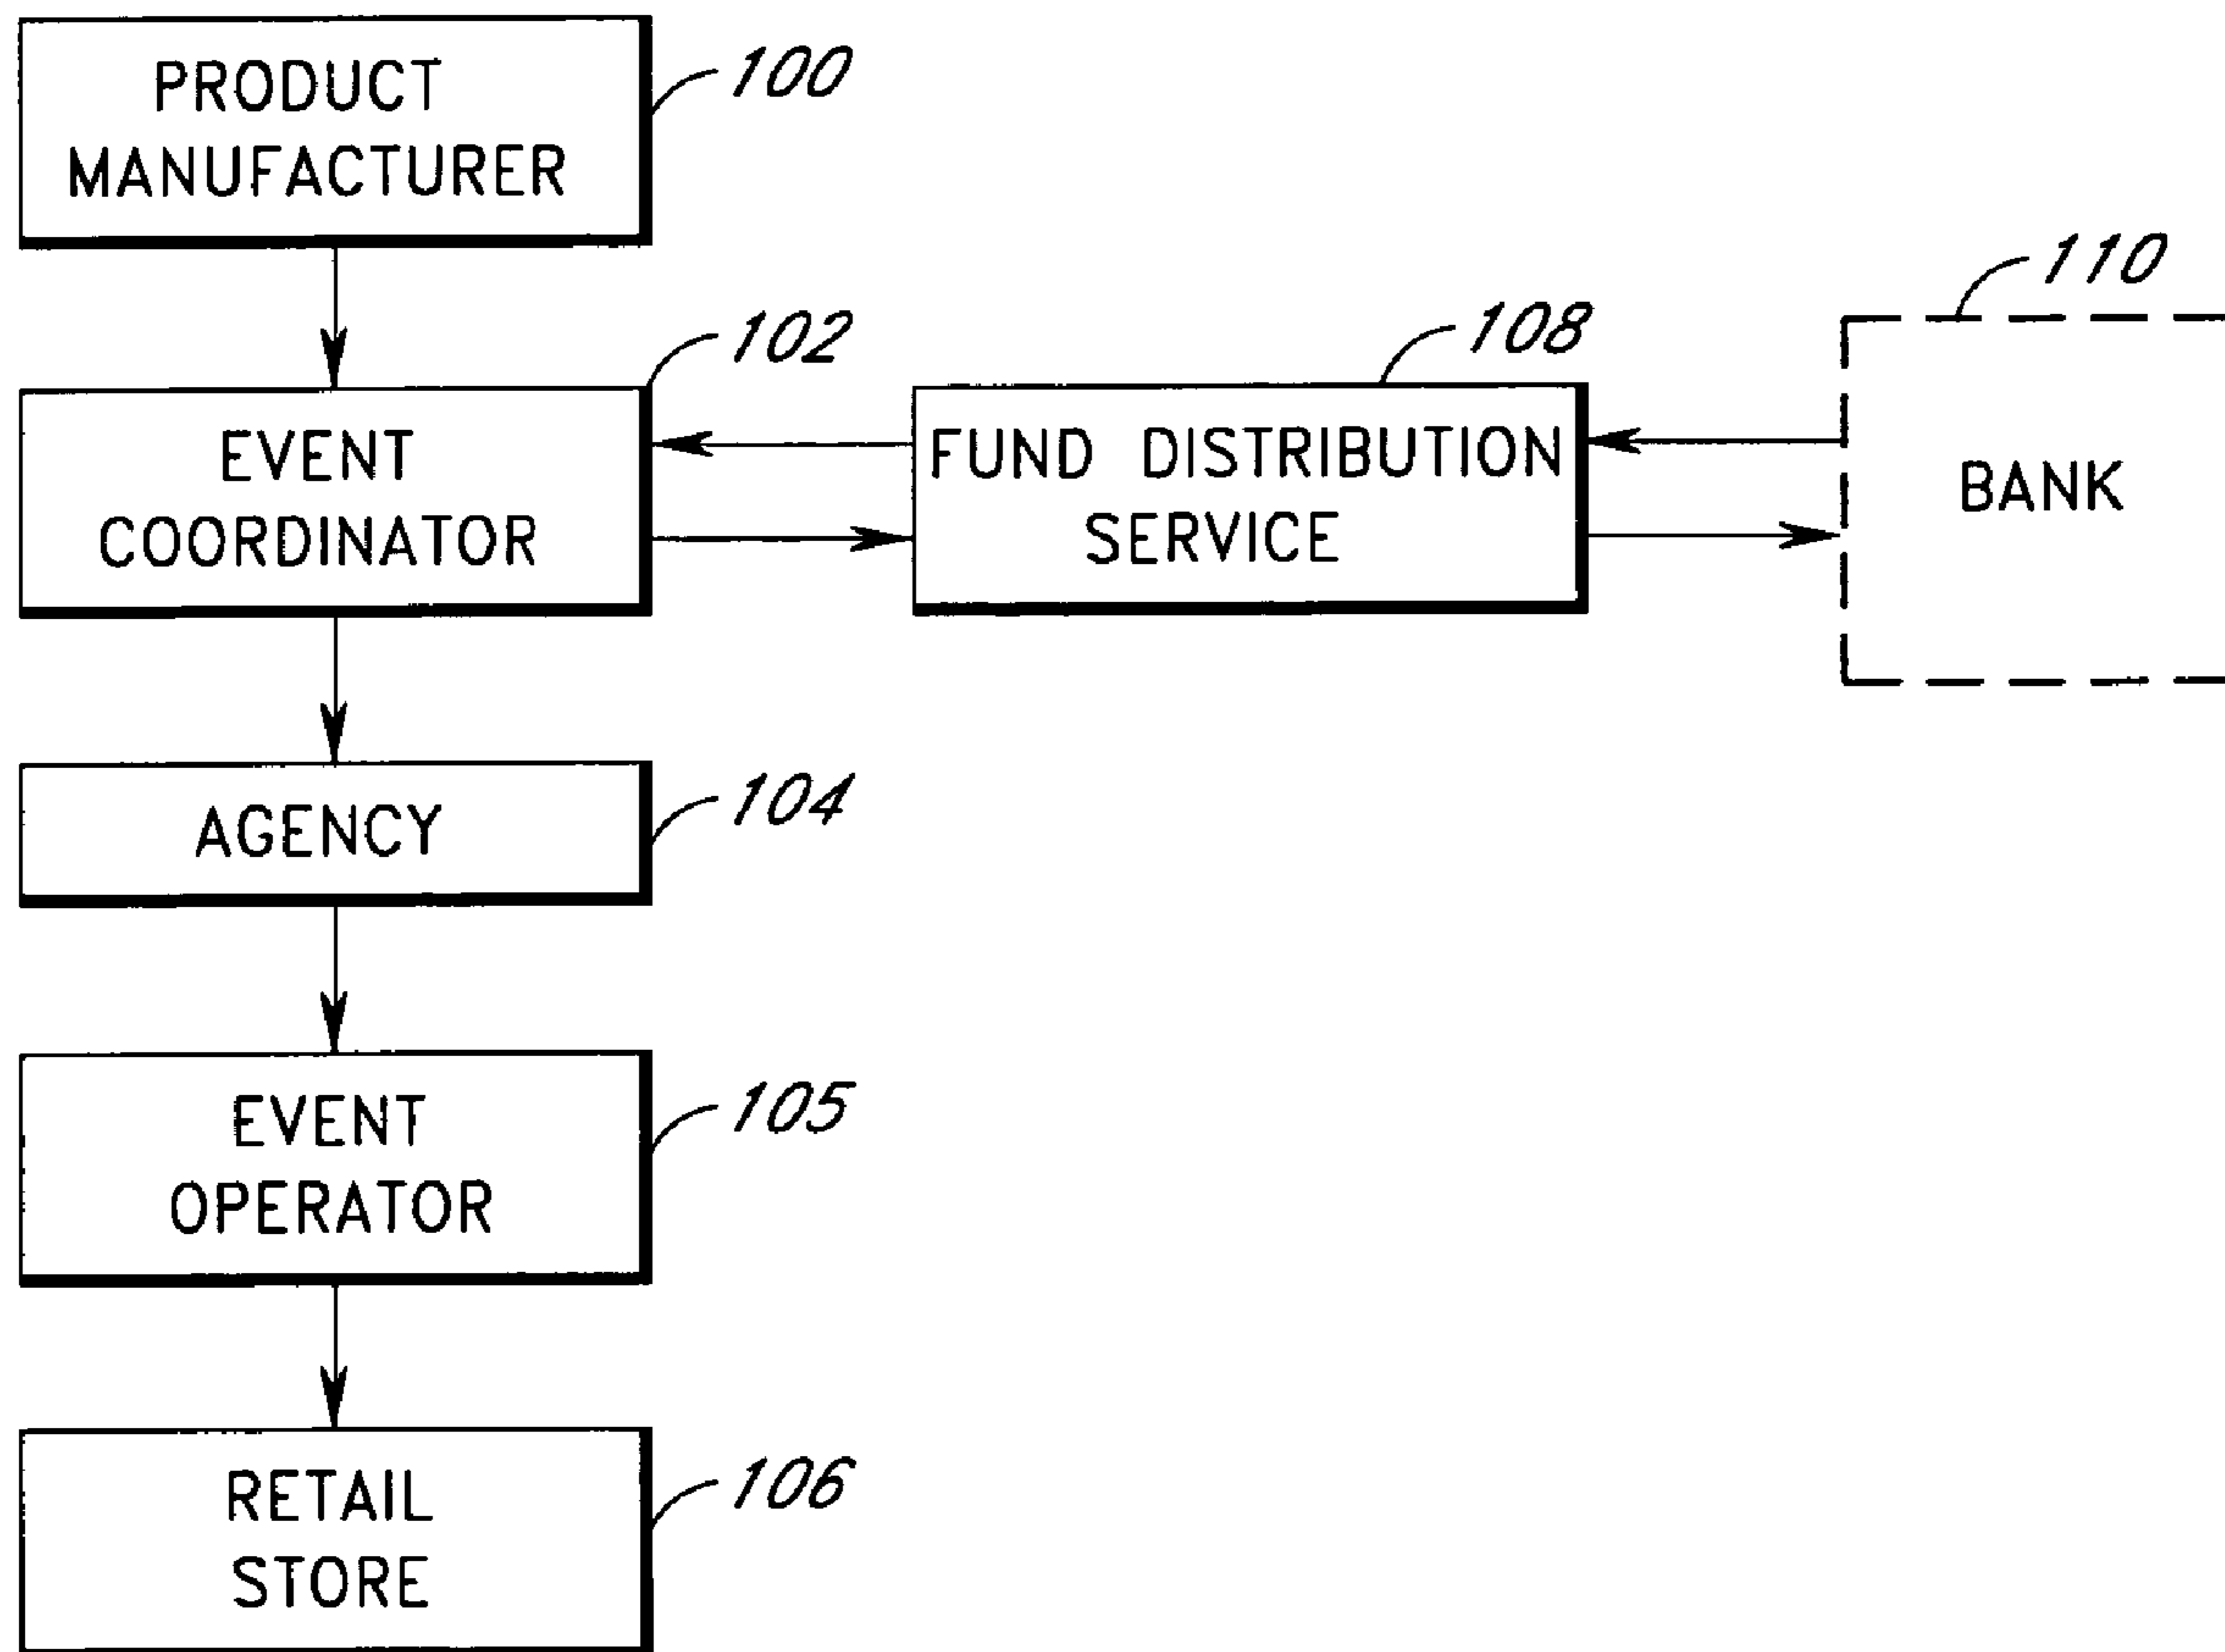 PRODUCT
MANUFACTURER
100
110
102
108
EVENT
COORDINATOR
FUND DISTRIBUTION
SERVICE
BANK
AGENCY
104
EVENT
OPERATOR
105
RETAIL
STORE
106